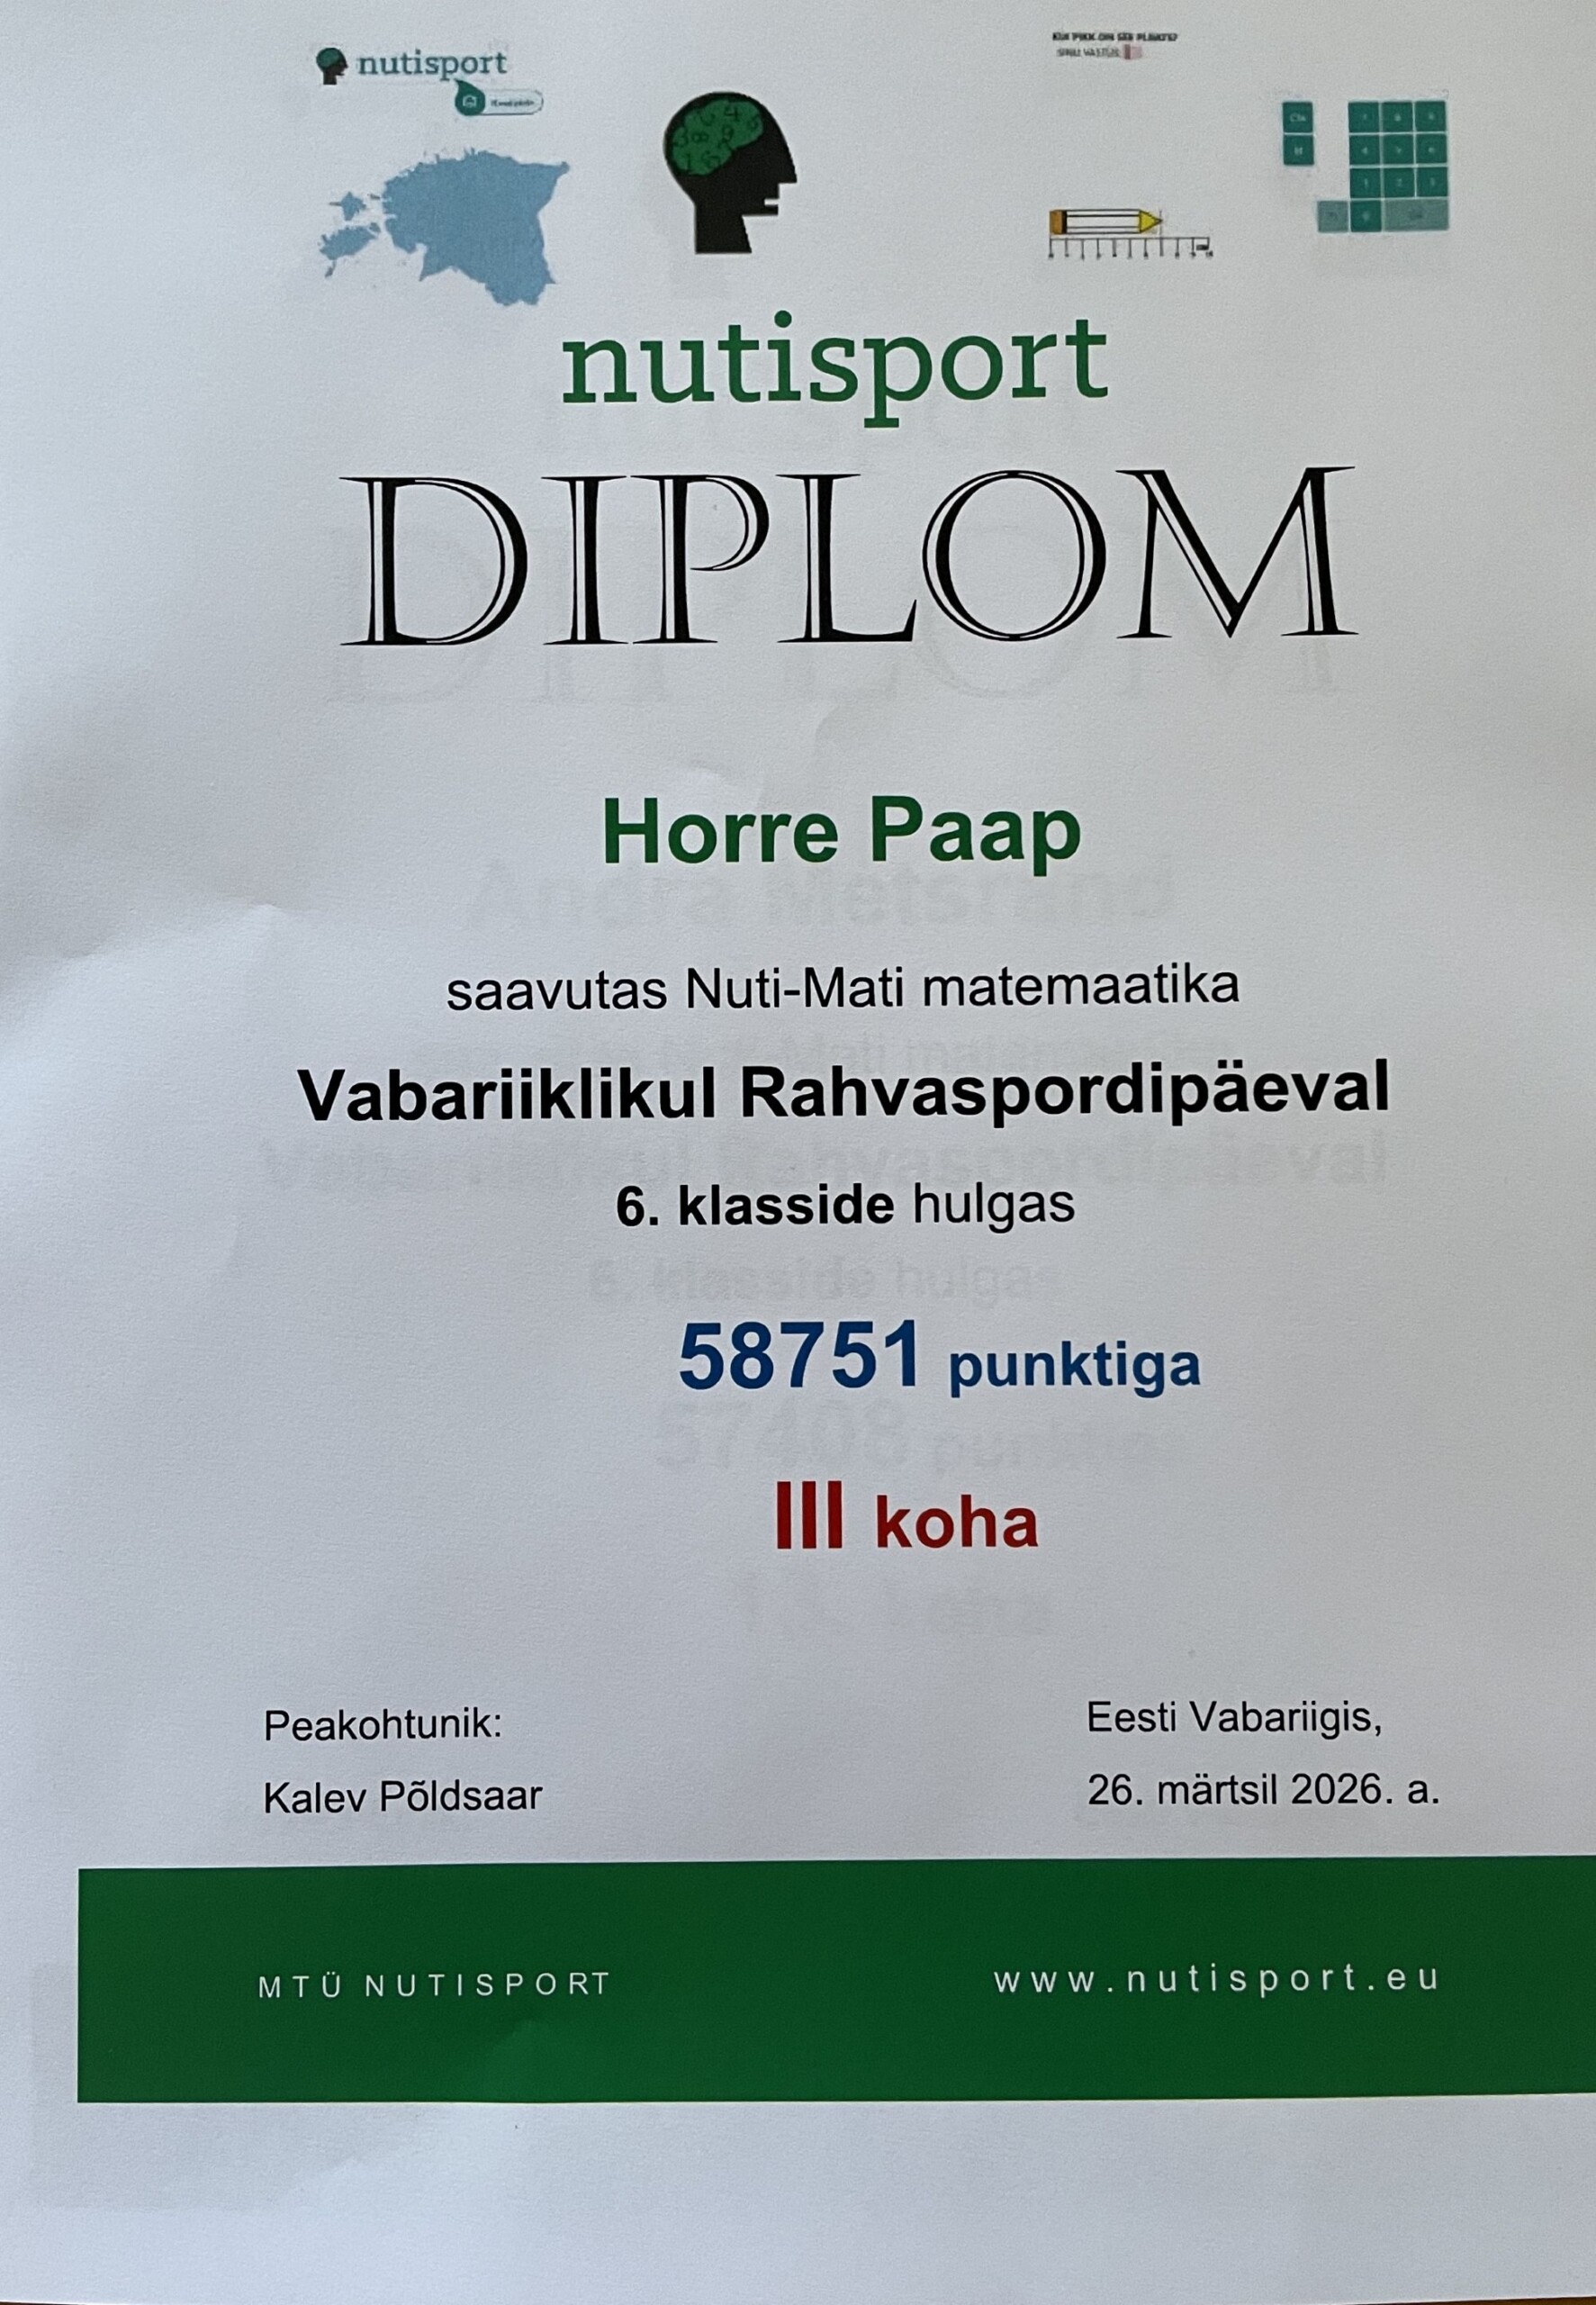 nutisport
nutisport
DIPLOM
Horre Paap
saavutas Nuti-Mati matemaatika
Vabariiklikul Rahvaspordipäeval
6. klasside hulgas
58751 punktiga
III koha
Peakohtunik:
Kalev Põldsaar
Eesti Vabariigis,
26. märtsil 2026. a.
MTÜ NUTISPORT
www.nutisport.eu